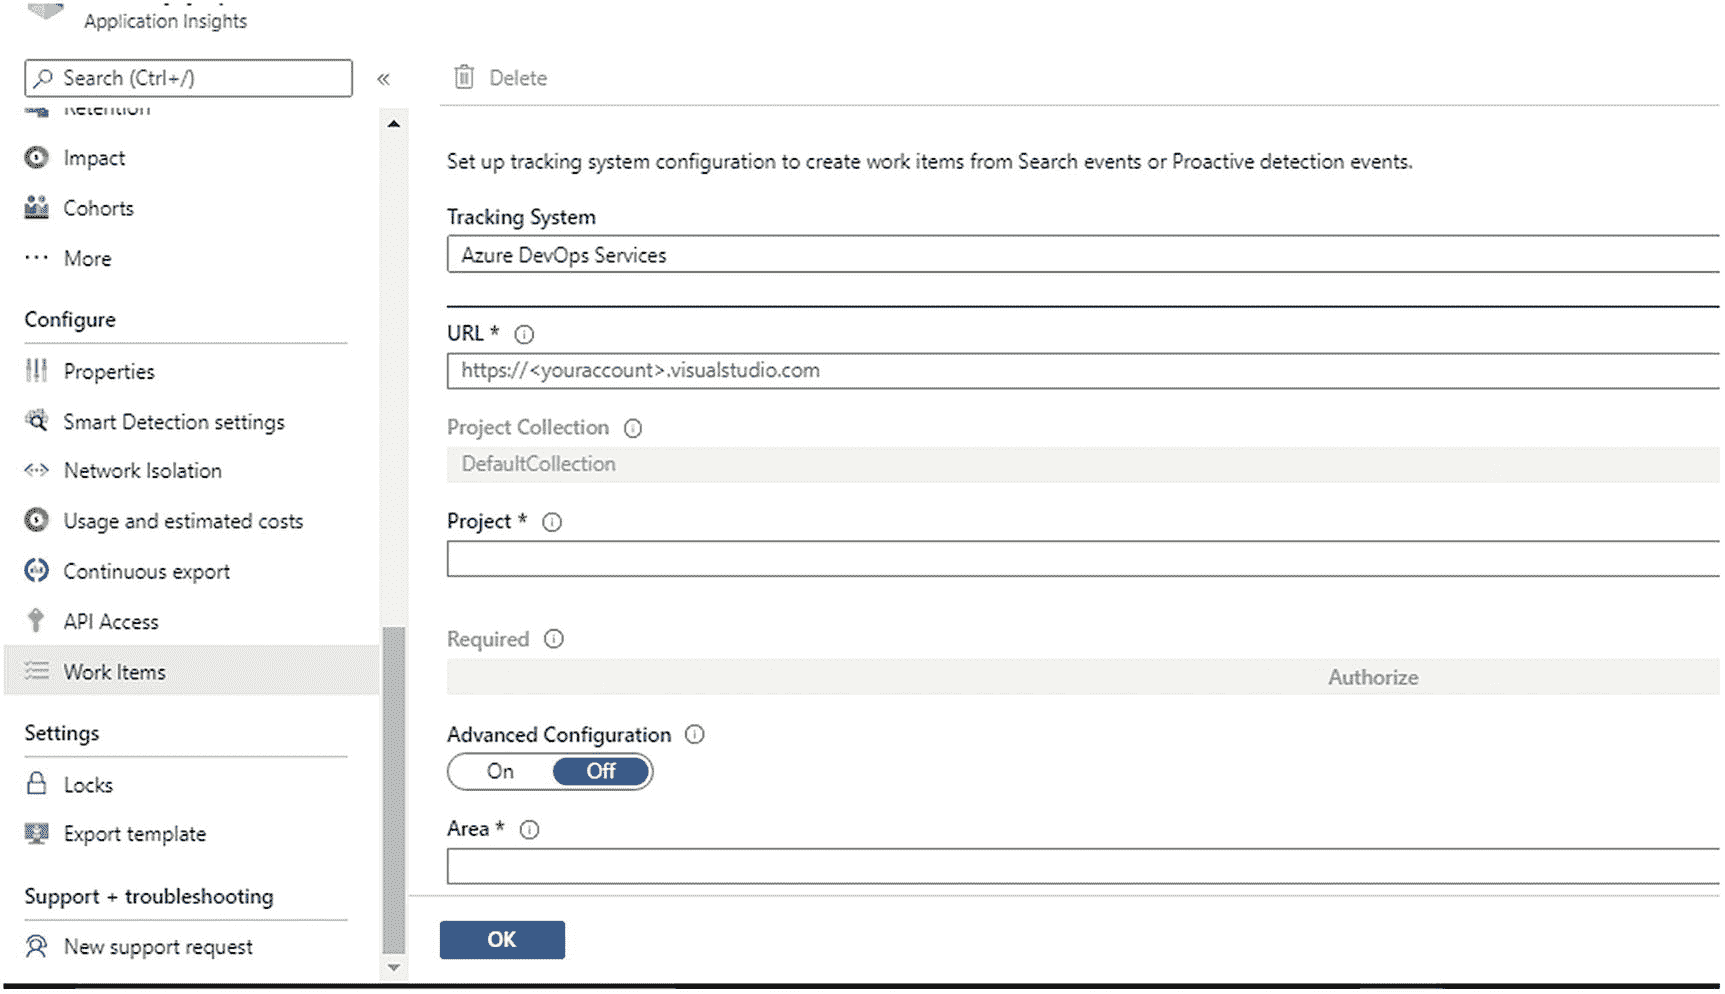 Application Insights
Search (Ctrl+/)
«
Retention
Impact
Cohorts
More
Configure
Properties
Smart Detection settings
Network Isolation
Usage and estimated costs
Continuous export
API Access
Work Items
Settings
Locks
Export template
Support + troubleshooting
New support request
Delete
Set up tracking system configuration to create work items from Search events or Proactive detection events.
Tracking System
Azure DevOps Services
URL *
https://<youraccount>.visualstudio.com
Project Collection
DefaultCollection
Project *
Required
Authorize
Advanced Configuration
On Off
Area *
OK